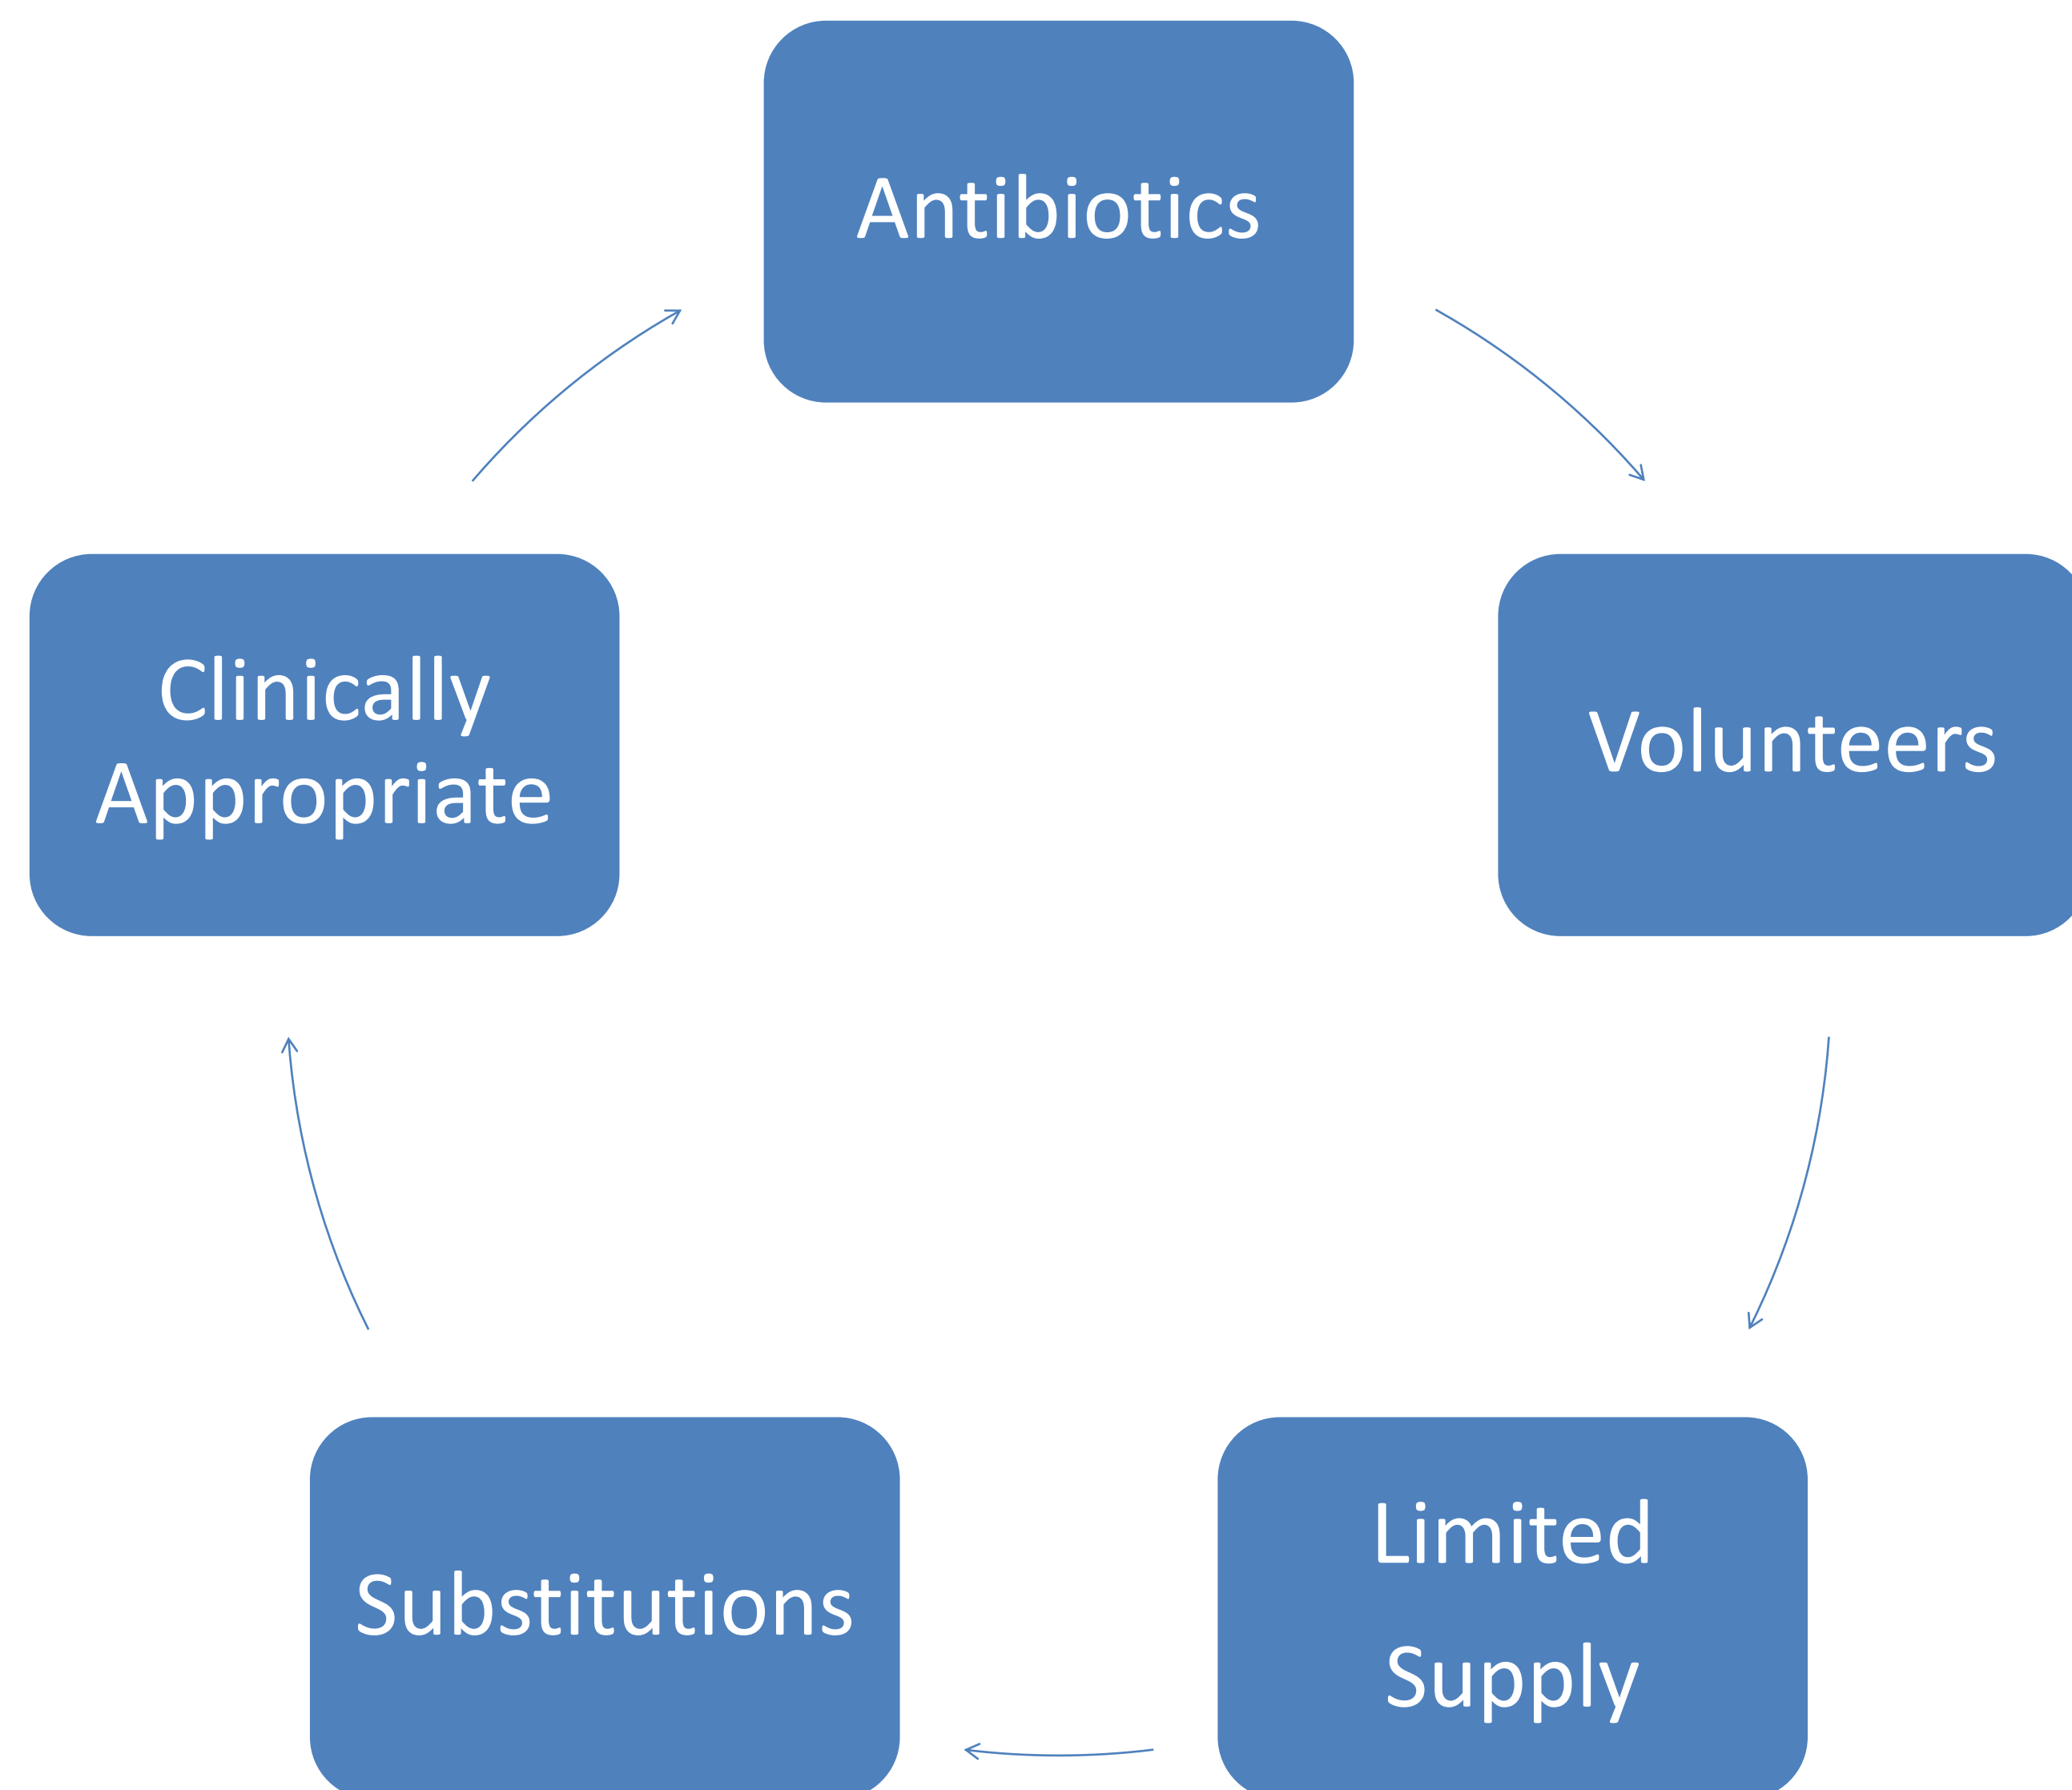 Antibiotics
Volunteers
Limited
Supply
Substitutions
Clinically
Appropriate